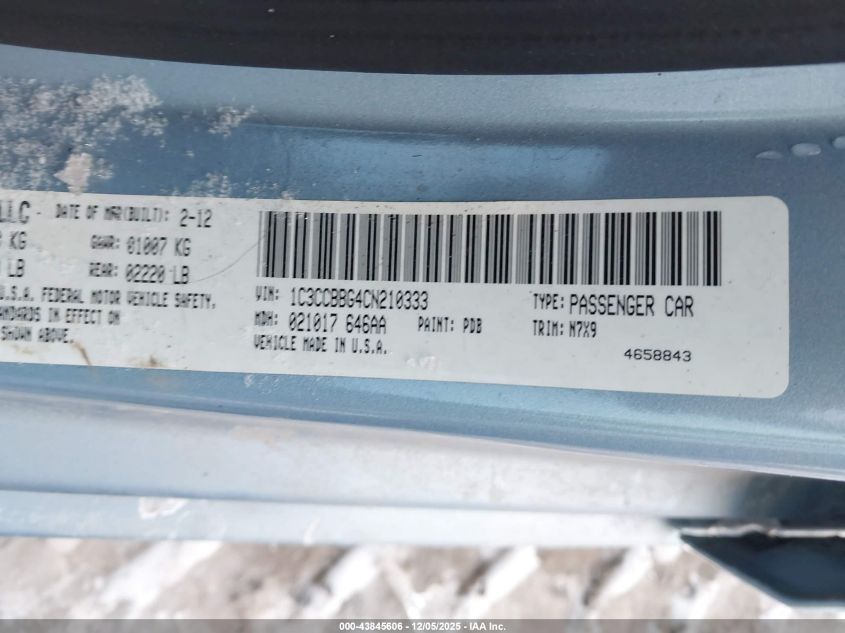 LLC DATE OF MFR(BUILT): 2-12
KG GAWR: 01007 KG
LB REAR: 02220 LB
U.S.A. FEDERAL MOTOR VEHICLE SAFETY,
IN EFFECT ON
SHOWN ABOVE.
VIN: 1C3CCBBG4CN210333 TYPE: PASSENGER CAR
MDH: 021017 646AA PAINT: PDB TRIM: N7X9
VEHICLE MADE IN U.S.A.
4658843
000-43845606 - 12/05/2025 - IAA Inc.